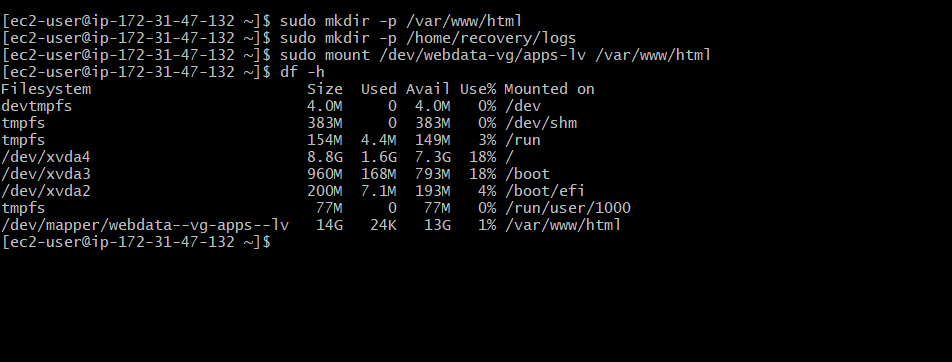 [ec2-user@ip-172-31-47-132 ~]$ sudo mkdir -p /var/www/html
[ec2-user@ip-172-31-47-132 ~]$ sudo mkdir -p /home/recovery/logs
[ec2-user@ip-172-31-47-132 ~]$ sudo mount /dev/webdata-vg/apps-lv /var/www/html
[ec2-user@ip-172-31-47-132 ~]$ df -h
Filesystem                       Size  Used Avail Use% Mounted on
devtmpfs                         4.0M     0  4.0M   0% /dev
tmpfs                            383M     0  383M   0% /dev/shm
tmpfs                            154M  4.4M  149M   3% /run
/dev/xvda4                       8.8G  1.6G  7.3G  18% /
/dev/xvda3                       960M  168M  793M  18% /boot
/dev/xvda2                       200M  7.1M  193M   4% /boot/efi
tmpfs                             77M     0   77M   0% /run/user/1000
/dev/mapper/webdata--vg-apps--lv   14G   24K   13G   1% /var/www/html
[ec2-user@ip-172-31-47-132 ~]$